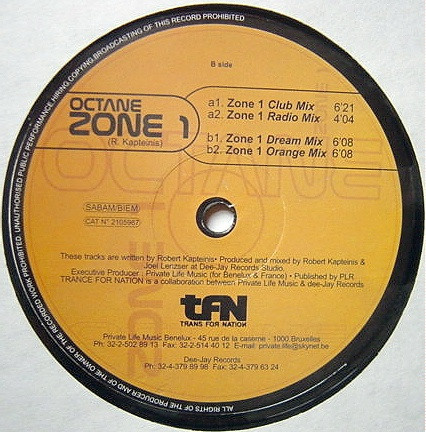 ALL RIGHTS OF THE PRODUCER AND OF THE OWNER OF THE RECORDED WORK PROHIBITED. UNAUTHORISED PUBLIC PERFORMANCE, HIRING COPYING, BROADCASTING OF THIS RECORD PROHIBITED
B side
OCTANE
ZONE 1
(R. Kapteinis)
a1. Zone 1 Club Mix 6'21
a2. Zone 1 Radio Mix 4'04
b1. Zone 1 Dream Mix 6'08
b2. Zone 1 Orange Mix 6'08
OCTANE
SABAM/BIEM
CAT N° 2105967
These tracks are written by Robert Kapteinis • Produced and mixed by Robert Kapteinis &
Joel Lenzser at Dee-Jay Records Studio.
Executive Producer : Private Life Music (for Benelux & France) • Published by PLR
TRANCE FOR NATION is a collaboration between Private Life Music & dee-Jay Records
tFN
TRANS FOR NATION
Private Life Music Benelux - 45 rue de la caserne - 1000 Bruxelles
Ph: 32-2-502 89 13 Fax: 32-2-514 40 12 E-mail: private.life@skynet.be
Dee-Jay Records
Ph: 32-4-379 89 98 Fax: 32-4-379 63 24